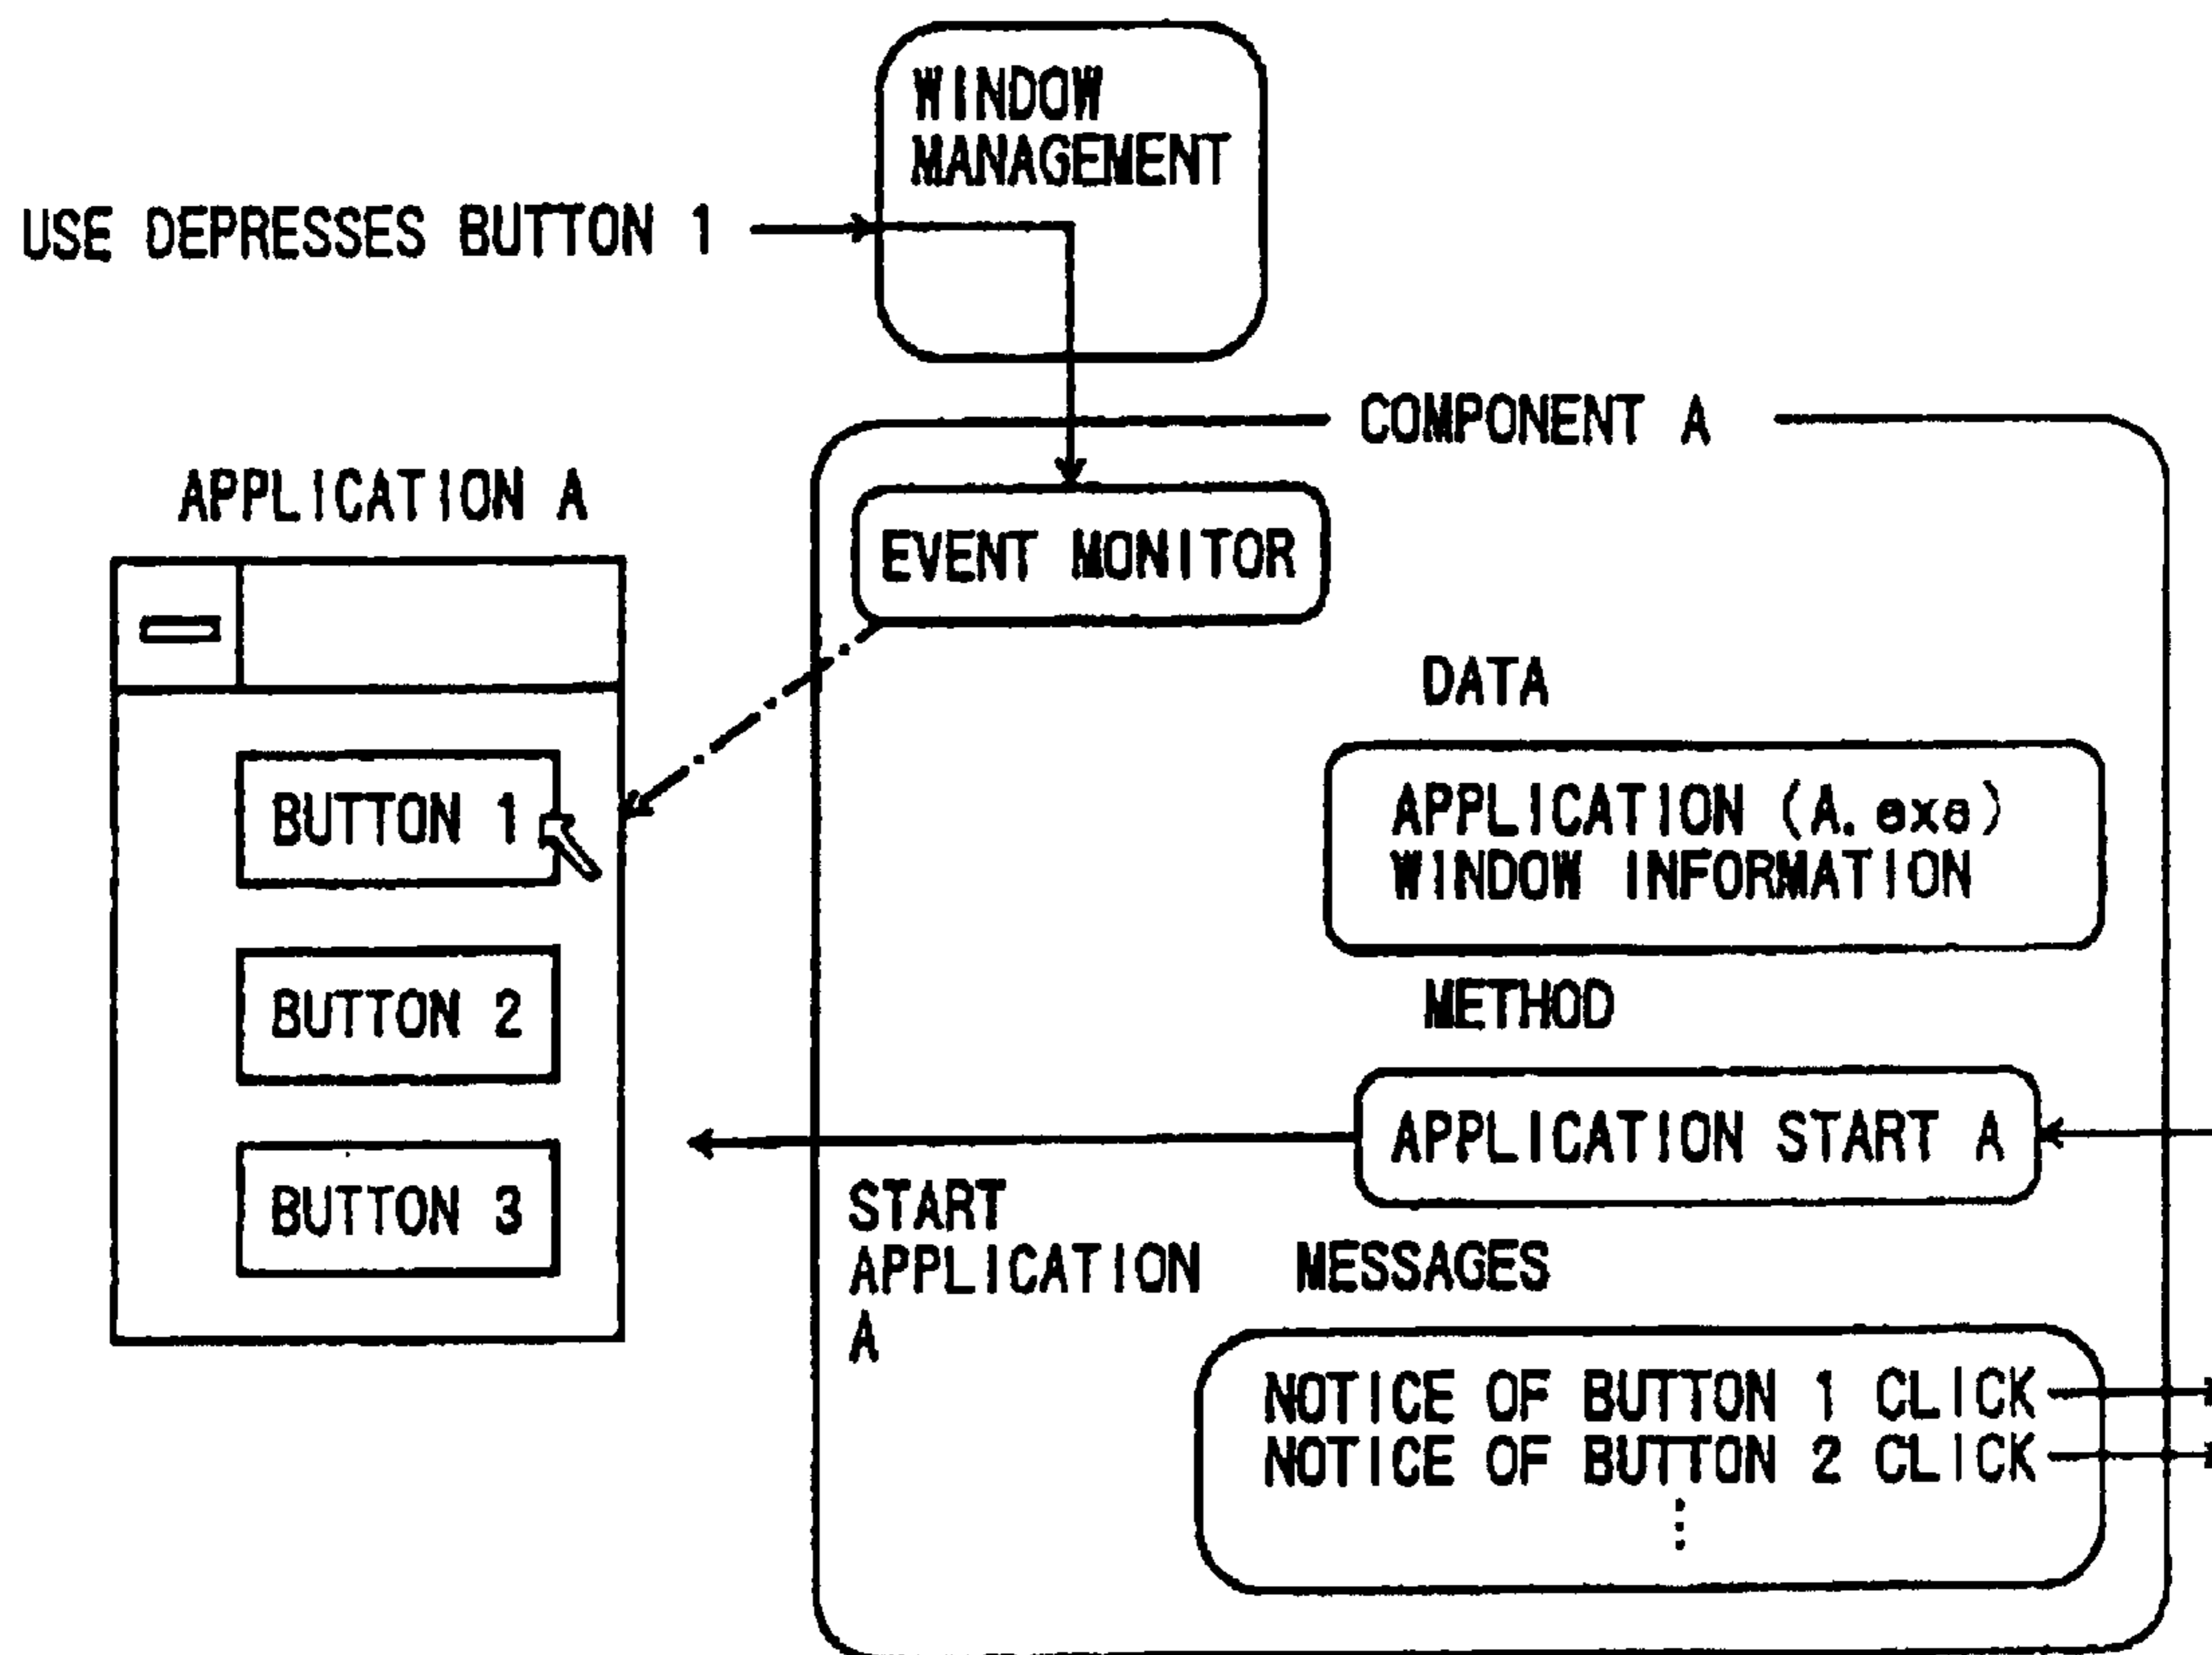 WINDOW
MANAGEMENT
USE DEPRESSES BUTTON 1
COMPONENT A
APPLICATION A
EVENT MONITOR
DATA
BUTTON 1
APPLICATION (A. exe)
WINDOW INFORMATION
BUTTON 2
METHOD
APPLICATION START A
BUTTON 3
START
APPLICATION
A
MESSAGES
NOTICE OF BUTTON 1 CLICK
NOTICE OF BUTTON 2 CLICK